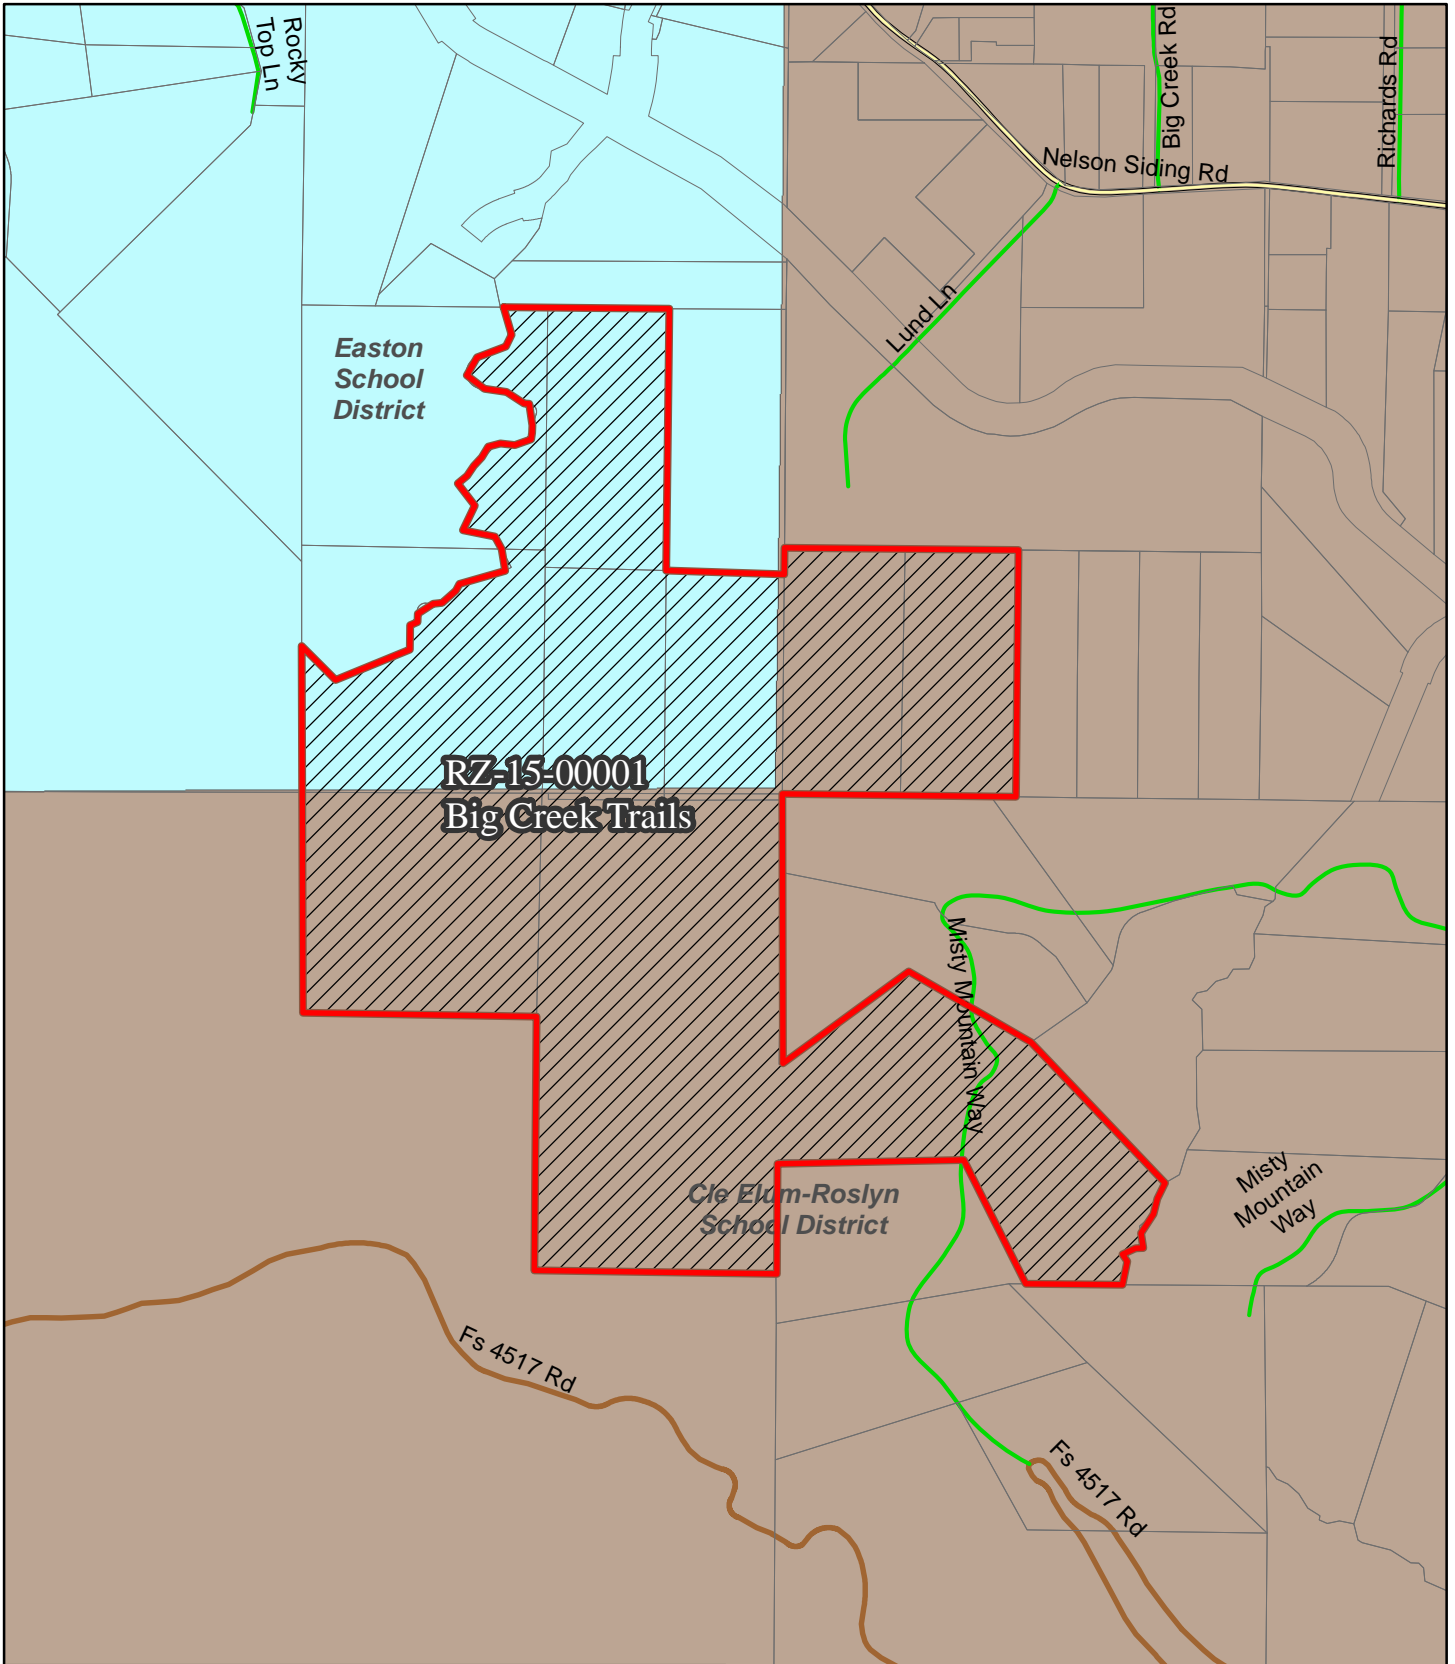 Rocky
Top Ln
Big Creek Rd
Richards Rd
Nelson Siding Rd
Lund Ln
Easton
School
District
RZ-15-00001
Big Creek Trails
Misty Mountain Way
Misty
Mountain
Way
Cle Elum-Roslyn
School District
Fs 4517 Rd
Fs 4517 Rd